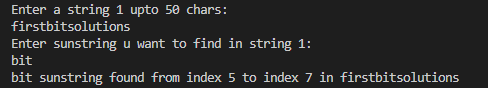 Enter a string 1 upto 50 chars:
firstbitsolutions
Enter sunstring u want to find in string 1:
bit
bit sunstring found from index 5 to index 7 in firstbitsolutions